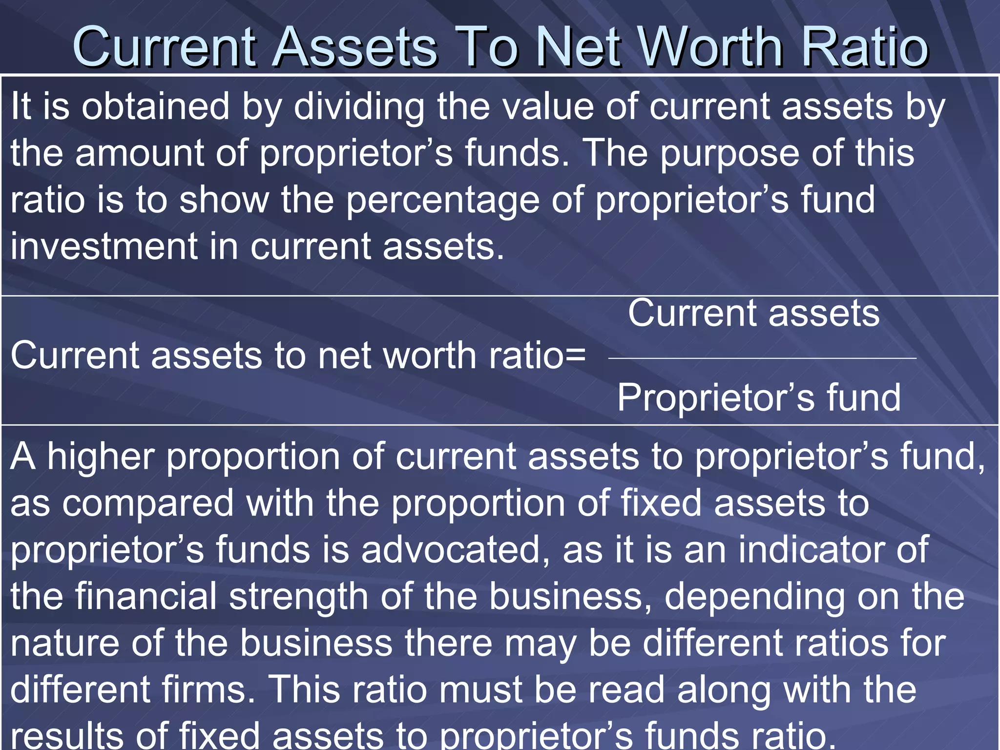 Current Assets To Net Worth Ratio
It is obtained by dividing the value of current assets by
the amount of proprietor’s funds. The purpose of this
ratio is to show the percentage of proprietor’s fund
investment in current assets.
Current assets
Current assets to net worth ratio=
Proprietor’s fund
A higher proportion of current assets to proprietor’s fund,
as compared with the proportion of fixed assets to
proprietor’s funds is advocated, as it is an indicator of
the financial strength of the business, depending on the
nature of the business there may be different ratios for
different firms. This ratio must be read along with the
results of fixed assets to proprietor’s funds ratio.